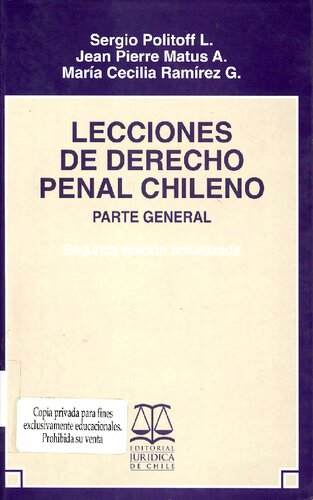 Sergio Politoff L.
Jean Pierre Matus A.
María Cecilia Ramírez G.
LECCIONES
DE DERECHO
PENAL CHILENO
PARTE GENERAL
Segunda edición actualizada
Copia privada para fines
exclusivamente educacionales.
Prohibida su venta
EDITORIAL
JURIDICA
DE CHILE